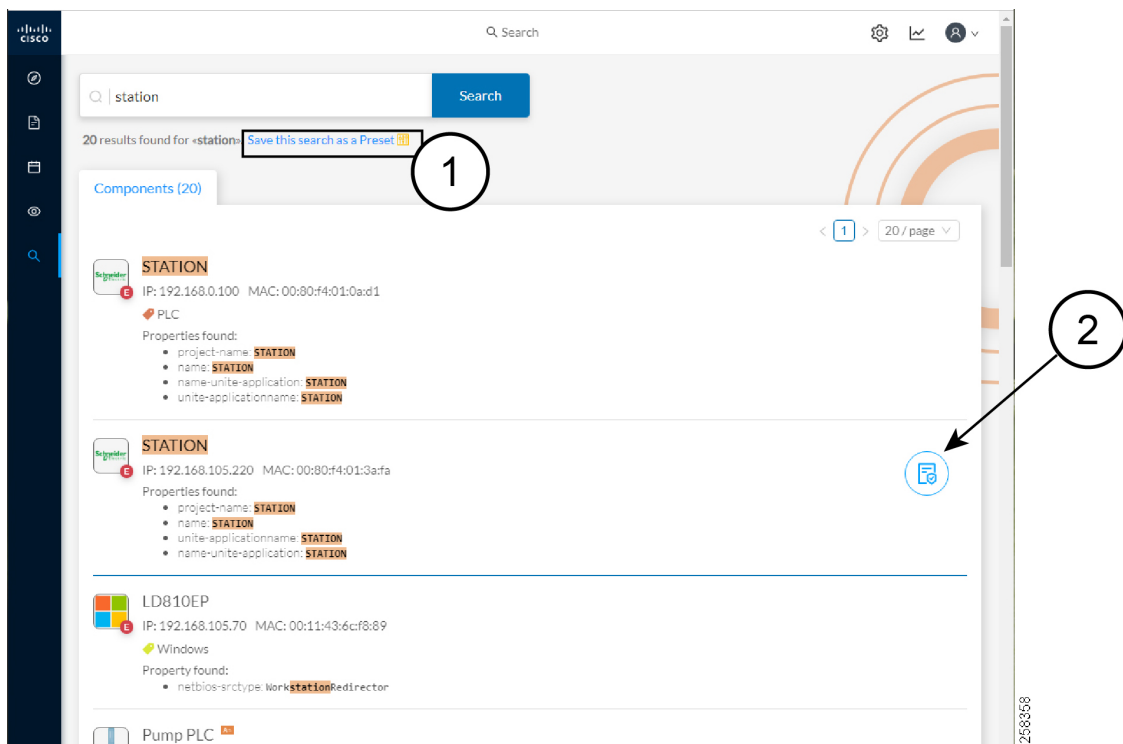 cisco
Search
station
Search
20 results found for «station» Save this search as a Preset
1
Components (20)
< 1 > 20 / page
2
Schneider
Electric
E
STATION
IP: 192.168.0.100 MAC: 00:80:f4:01:0a:d1
PLC
Properties found:
• project-name: STATION
• name: STATION
• name-unite-application: STATION
• unite-applicationname: STATION
Schneider
Electric
E
STATION
IP: 192.168.105.220 MAC: 00:80:f4:01:3a:fa
Properties found:
• project-name: STATION
• name: STATION
• unite-applicationname: STATION
• name-unite-application: STATION
E
LD810EP
IP: 192.168.105.70 MAC: 00:11:43:6c:f8:89
Windows
Property found:
• netbios-srctype: WorkstationRedirector
Pump PLC
258358